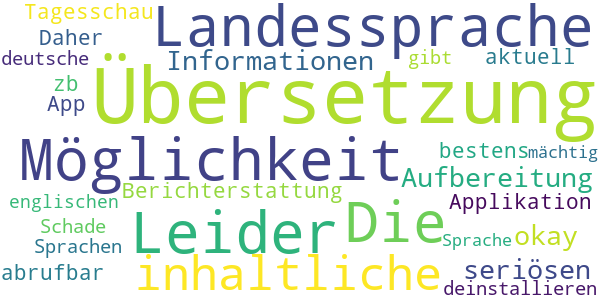 Tagesschau Landessprache
Daher
deutsche Informationen gibt aktuell
zb Übersetzung
App
Möglichkeit bestens mächtig
Berichterstattung Aufbereitung
englischen Leider Die Applikation
Schade okay
Sprachen Sprache
abrufbar inhaltliche seriösen
deinstallieren